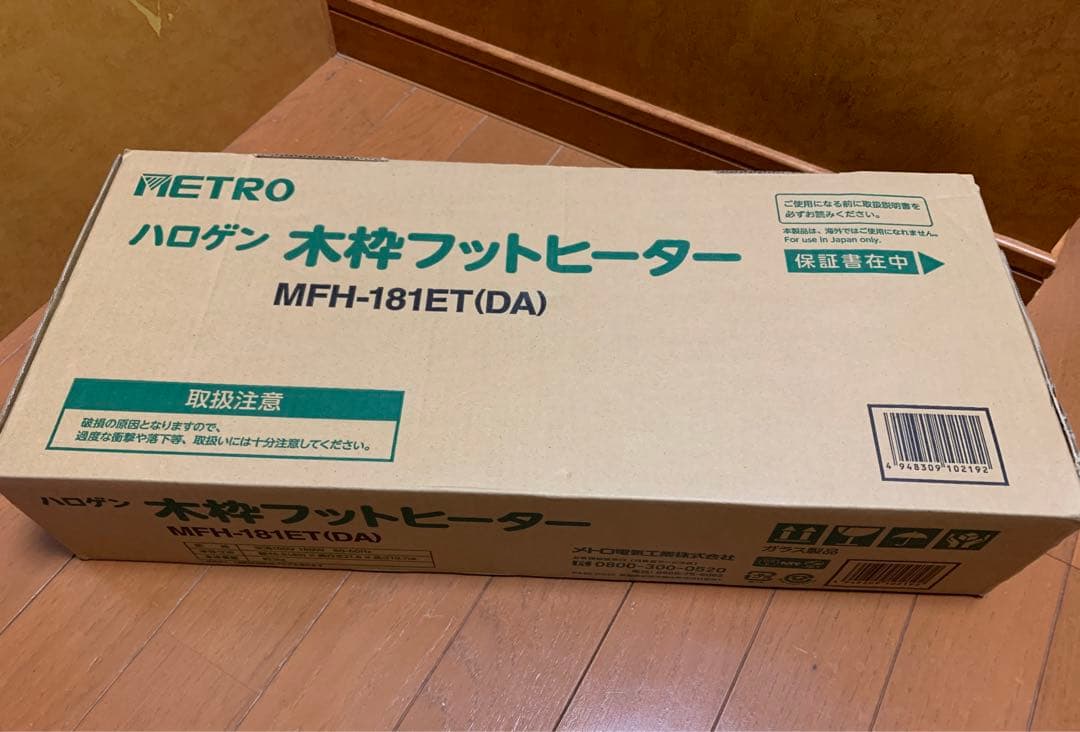 METRO
ハロゲン 木枠フットヒーター
MFH-181ET(DA)
ご使用になる前に取扱説明書を
必ずお読みください。
本製品は、海外ではご使用になれません。
For use in Japan only.
保証書在中
取扱注意
破損の原因となりますので、
過度な衝撃や落下等、取扱いには十分注意してください。
4 948309 102192
ハロゲン 木枠フットヒーター
MFH-181ET(DA)
メトロ電気工業株式会社
0800-300-0520
ガラス製品